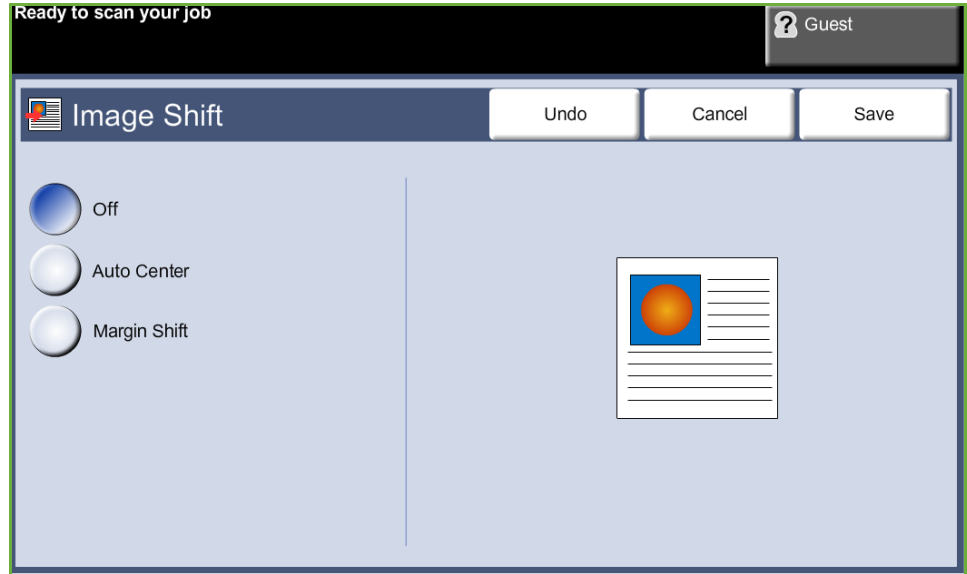 Ready to scan your job
? Guest
Image Shift
Undo
Cancel
Save
Off
Auto Center
Margin Shift